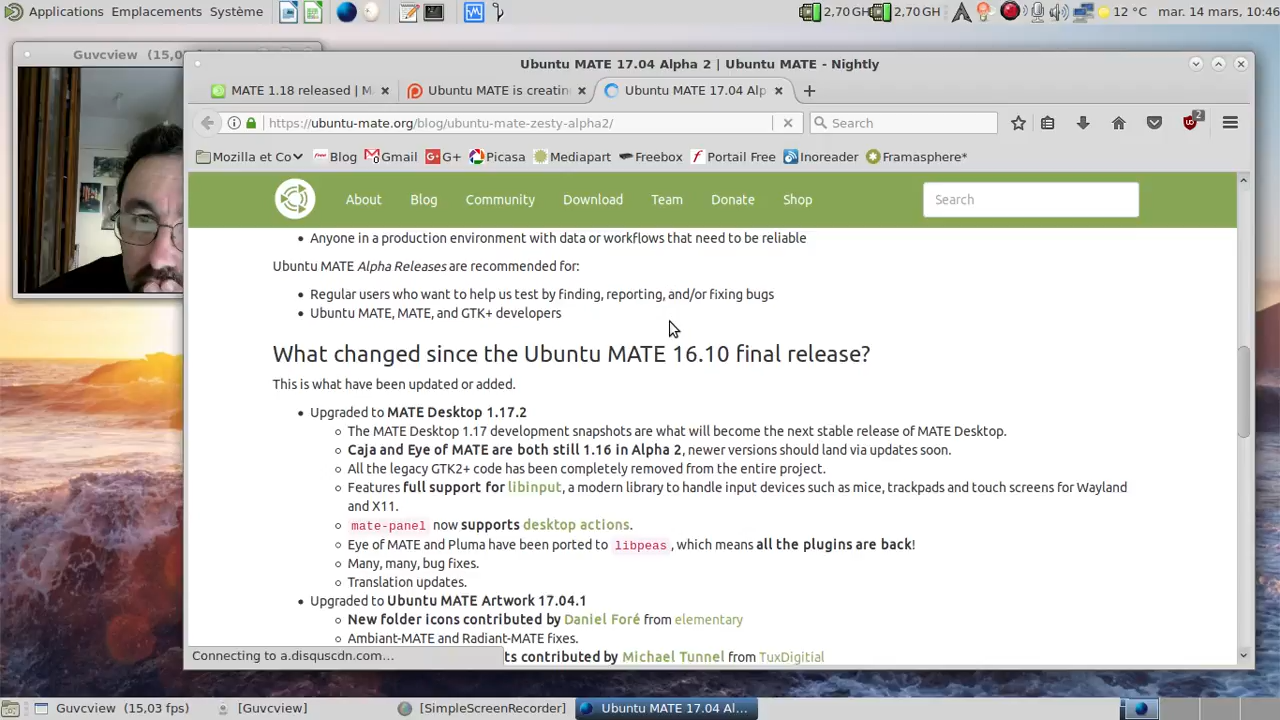 Applications Emplacements Système 2,70 GH 2,70 GH 12 °C mar. 14 mars, 10:46
Guvcview (15,0
Ubuntu MATE 17.04 Alpha 2 | Ubuntu MATE - Nightly
MATE 1.18 released | M Ubuntu MATE is creatin Ubuntu MATE 17.04 Alp
https://ubuntu-mate.org/blog/ubuntu-mate-zesty-alpha2/ Search 2
Mozilla et Co Blog Gmail G+ Picasa Mediapart Freebox Portail Free Inoreader Framasphere*
About Blog Community Download Team Donate Shop Search
Anyone in a production environment with data or workflows that need to be reliable
Ubuntu MATE Alpha Releases are recommended for:
Regular users who want to help us test by finding, reporting, and/or fixing bugs
Ubuntu MATE, MATE, and GTK+ developers
What changed since the Ubuntu MATE 16.10 final release?
This is what have been updated or added.
Upgraded to MATE Desktop 1.17.2
The MATE Desktop 1.17 development snapshots are what will become the next stable release of MATE Desktop.
Caja and Eye of MATE are both still 1.16 in Alpha 2, newer versions should land via updates soon.
All the legacy GTK2+ code has been completely removed from the entire project.
Features full support for libinput, a modern library to handle input devices such as mice, trackpads and touch screens for Wayland
and X11.
mate-panel now supports desktop actions.
Eye of MATE and Pluma have been ported to libpeas, which means all the plugins are back!
Many, many, bug fixes.
Translation updates.
Upgraded to Ubuntu MATE Artwork 17.04.1
New folder icons contributed by Daniel Foré from elementary
Ambiant-MATE and Radiant-MATE fixes.
ts contributed by Michael Tunnel from TuxDigitial
Connecting to a.disquscdn.com…
Guvcview (15,03 fps) [Guvcview] [SimpleScreenRecorder] Ubuntu MATE 17.04 Al...